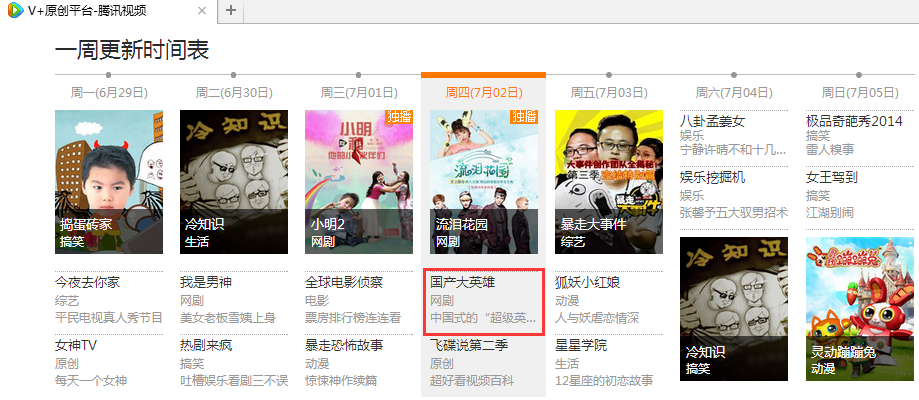 V+原创平台-腾讯视频
一周更新时间表
周一(6月29日)
周二(6月30日)
周三(7月01日)
周四(7月02日)
周五(7月03日)
周六(7月04日)
周日(7月05日)
捣蛋砖家
搞笑
今夜去你家
综艺
平民电视真人秀节目
女神TV
原创
每天一个女神
冷知识
冷知识
生活
我是男神
网剧
美女老板雪姨上身
热剧来疯
搞笑
吐槽娱乐看剧三不误
独播
小明
和
他的小伙伴们
小明2
网剧
全球电影侦察
电影
票房排行榜连连看
暴走恐怖故事
动漫
惊悚神作续篇
独播
流泪花园
流泪花园
网剧
国产大英雄
网剧
中国式的“超级英...
飞碟说第二季
原创
超好看视频百科
大事件创作团队全揭秘
第三季
暴走大事件
综艺
狐妖小红娘
动漫
人与妖虐恋情深
星星学院
生活
12星座的初恋故事
八卦孟姜女
娱乐
宁静许晴不和十几...
娱乐挖掘机
娱乐
张馨予五大驭男招术
冷知识
冷知识
搞笑
极品奇葩秀2014
搞笑
雷人糗事
女王驾到
搞笑
江湖别闹
灵动蹦蹦兔
动漫